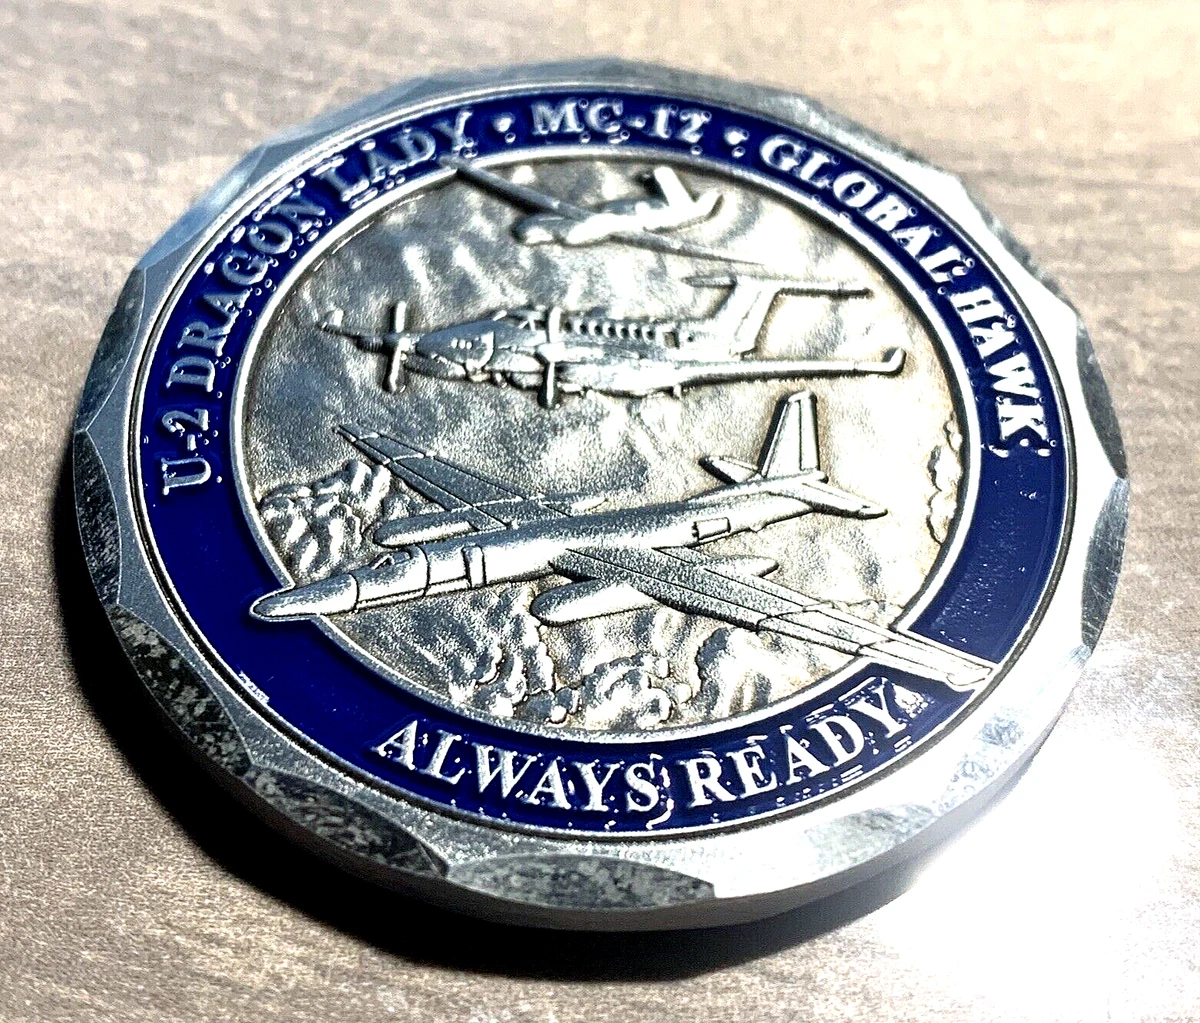 U-2 DRAGON LADY • MC-12 • GLOBAL HAWK
ALWAYS READY